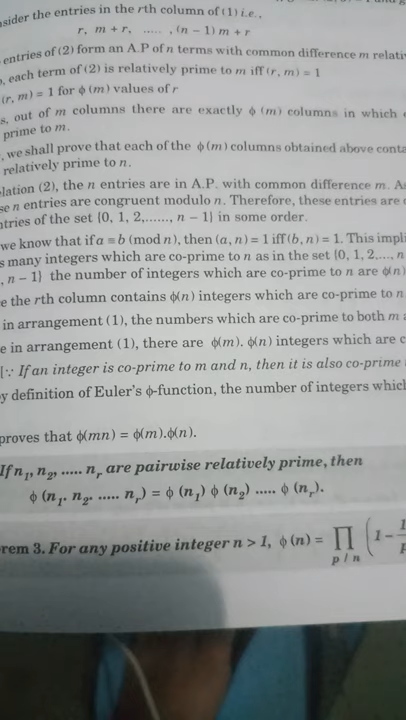 sider the entries in the rth column of (1) i.e.,
r, m + r, ..... , (n − 1) m + r
entries of (2) form an A.P of n terms with common difference m relati
, each term of (2) is relatively prime to m iff (r, m) = 1
(r, m) = 1 for ϕ (m) values of r
s, out of m columns there are exactly ϕ (m) columns in which
prime to m.
, we shall prove that each of the ϕ(m) columns obtained above conta
relatively prime to n.
lation (2), the n entries are in A.P. with common difference m. A
se n entries are congruent modulo n. Therefore, these entries are
ntries of the set {0, 1, 2,......, n − 1} in some order.
we know that if a ≡ b (mod n), then (a, n) = 1 iff (b, n) = 1. This impli
s many integers which are co-prime to n as in the set {0, 1, 2,..., n
, n − 1} the number of integers which are co-prime to n are ϕ(n)
e the rth column contains ϕ(n) integers which are co-prime to n
in arrangement (1), the numbers which are co-prime to both m
e in arrangement (1), there are ϕ(m). ϕ(n) integers which are c
[∵ If an integer is co-prime to m and n, then it is also co-prime
y definition of Euler's ϕ-function, the number of integers which
proves that ϕ(mn) = ϕ(m).ϕ(n).
If n₁, n₂, ..... nᵣ are pairwise relatively prime, then
ϕ (n₁. n₂. ..... nᵣ) = ϕ (n₁) ϕ (n₂) ..... ϕ (nᵣ).
rem 3. For any positive integer n > 1, ϕ (n) = ∏ p / n (1 − 1